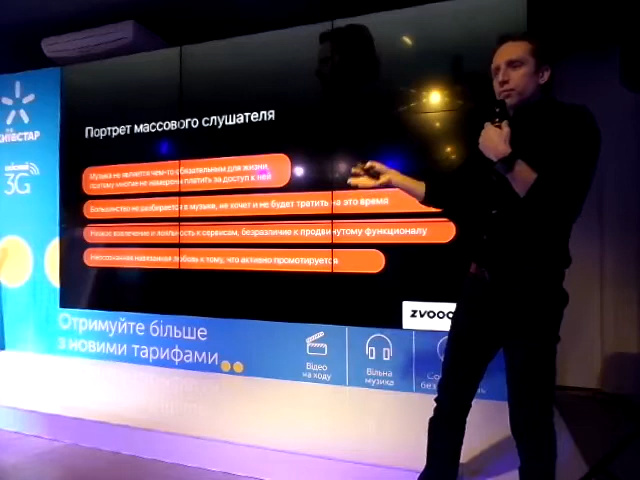 КИЇВСТАР
3G
Портрет массового слушателя
Музыка не является чем-то обязательным для жизни,
поэтому многие не намерены платить за доступ к ней
Большинство не разбирается в музыке, не хочет и не будет тратить на это время
Низкое вовлечение и лояльность к сервисам, безразличие к продвинутому функционалу
Неосознанная навязанная любовь к тому, что активно промотируется
zvooq
Отримуйте більше
з новими тарифами
Відео
на ходу
Вільна
музика